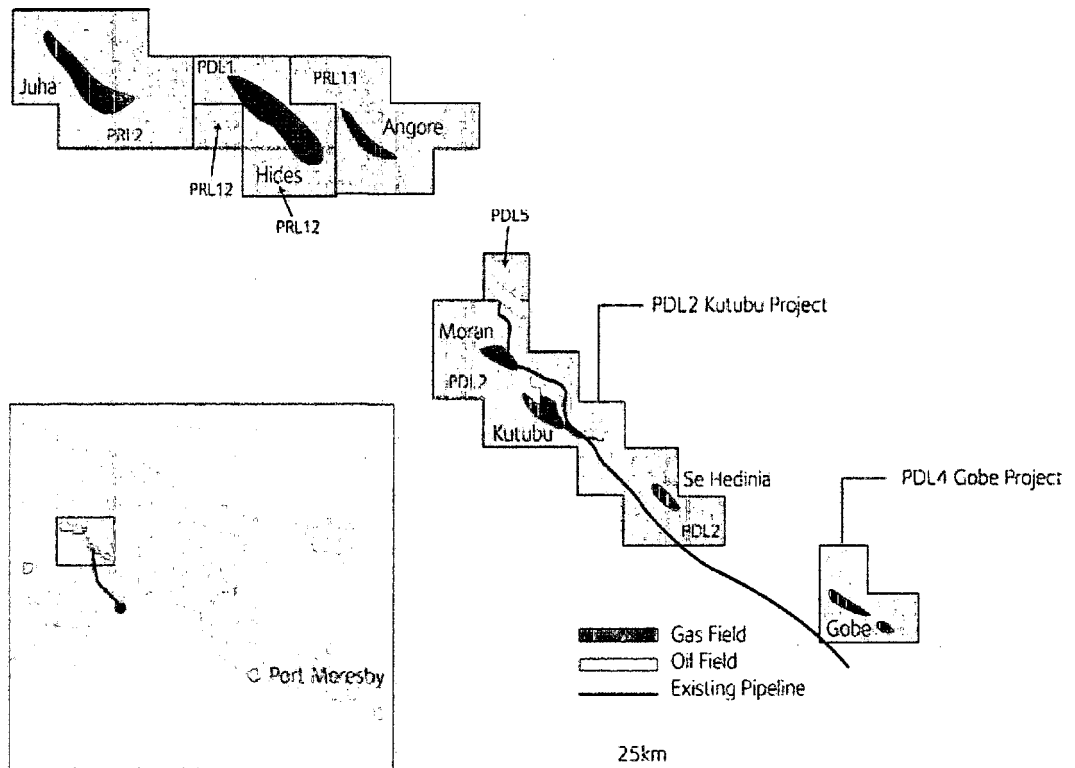 Juha
PRL2
PDL1
PRL11
Angore
PRL12
Hides
PRL12
PDL5
PDL2 Kutubu Project
Moran
PDL2
Kutubu
Se Hedinia
PDL2
PDL4 Gobe Project
Gobe
Gas Field
Oil Field
Existing Pipeline
Port Moresby
25km